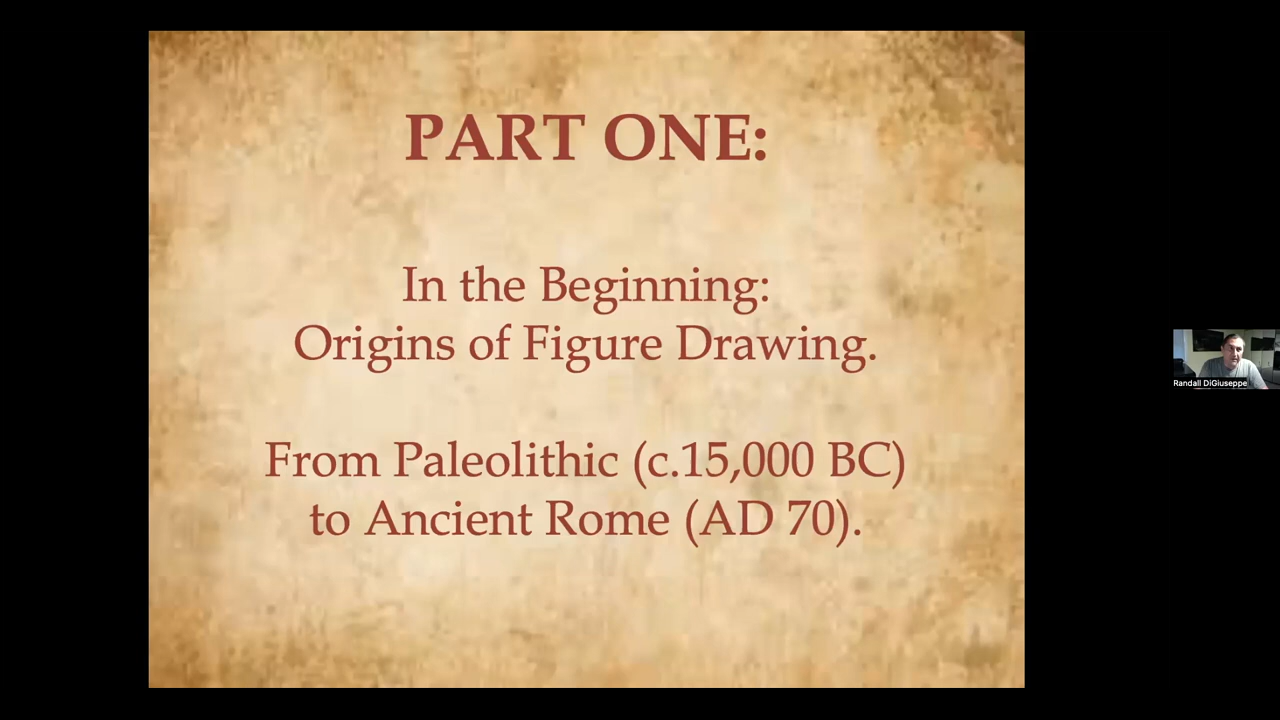 PART ONE:
In the Beginning:
Origins of Figure Drawing.
From Paleolithic (c.15,000 BC)
to Ancient Rome (AD 70).
Randall DiGiuseppe